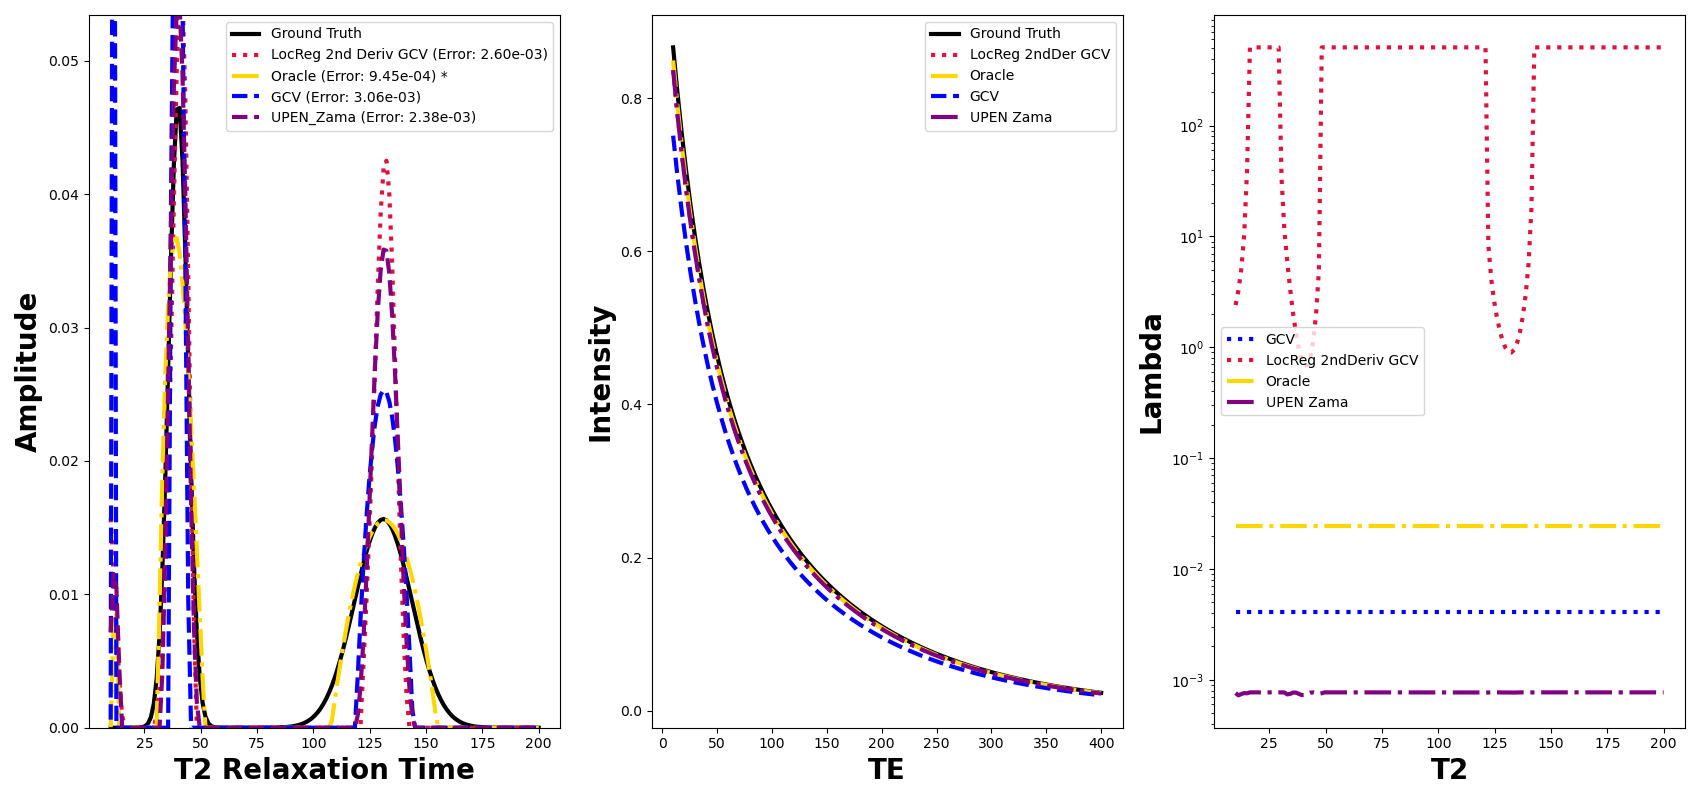 Amplitude
0.05
0.04
0.03
0.02
0.01
0.00
Ground Truth
LocReg 2nd Deriv GCV (Error: 2.60e-03)
Oracle (Error: 9.45e-04) *
GCV (Error: 3.06e-03)
UPEN_Zama (Error: 2.38e-03)
25 50 75 100 125 150 175 200
T2 Relaxation Time
Intensity
0.8
0.6
0.4
0.2
0.0
Ground Truth
LocReg 2ndDer GCV
Oracle
GCV
UPEN Zama
0 50 100 150 200 250 300 350 400
TE
Lambda
10²
10¹
10⁰
10⁻¹
10⁻²
10⁻³
GCV
LocReg 2ndDeriv GCV
Oracle
UPEN Zama
25 50 75 100 125 150 175 200
T2